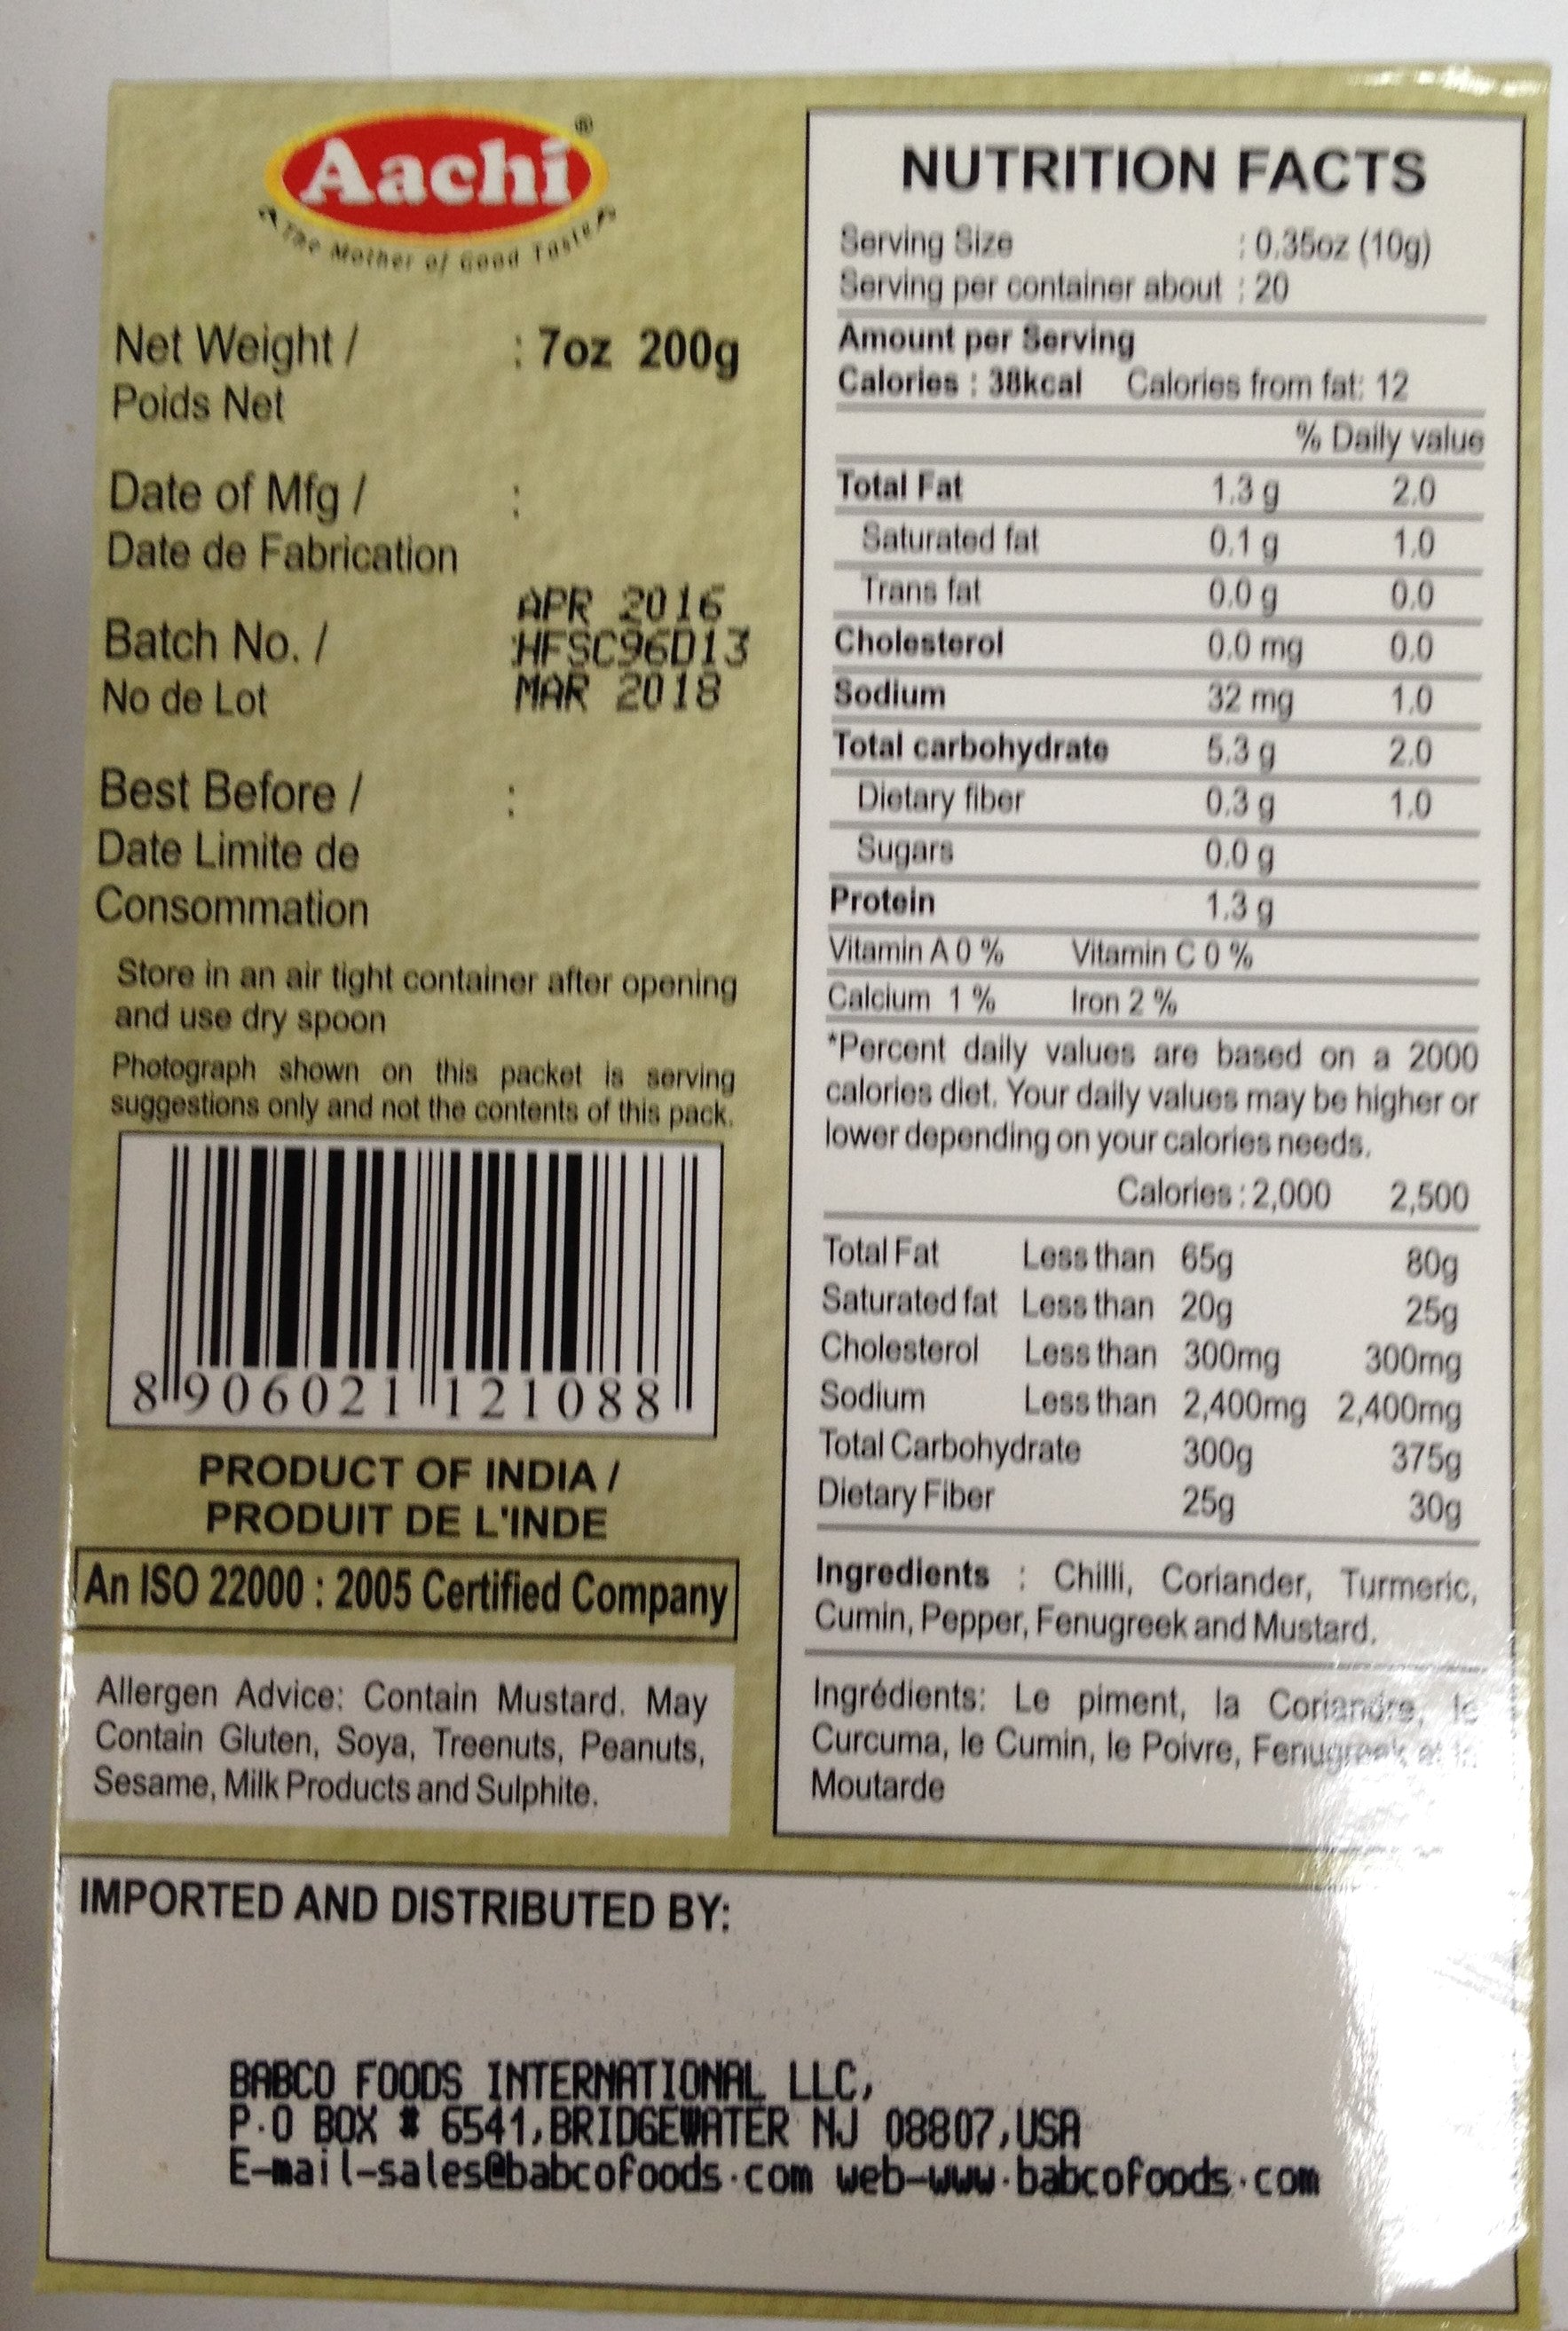 Aachi®
The Mother of Good Taste
Net Weight / : 7oz 200g
Poids Net
Date of Mfg / :
Date de Fabrication
APR 2016
Batch No. / :HFSC96D13
No de Lot MAR 2018
Best Before / :
Date Limite de
Consommation
Store in an air tight container after opening
and use dry spoon
Photograph shown on this packet is serving
suggestions only and not the contents of this pack.
8 906021 121088
PRODUCT OF INDIA /
PRODUIT DE L'INDE
An ISO 22000 : 2005 Certified Company
Allergen Advice: Contain Mustard. May
Contain Gluten, Soya, Treenuts, Peanuts,
Sesame, Milk Products and Sulphite.
NUTRITION FACTS
Serving Size : 0.35oz (10g)
Serving per container about : 20
Amount per Serving
Calories : 38kcal Calories from fat: 12
% Daily value
Total Fat 1.3 g 2.0
Saturated fat 0.1 g 1.0
Trans fat 0.0 g 0.0
Cholesterol 0.0 mg 0.0
Sodium 32 mg 1.0
Total carbohydrate 5.3 g 2.0
Dietary fiber 0.3 g 1.0
Sugars 0.0 g
Protein 1.3 g
Vitamin A 0 % Vitamin C 0 %
Calcium 1 % Iron 2 %
*Percent daily values are based on a 2000
calories diet. Your daily values may be higher or
lower depending on your calories needs.
Calories : 2,000 2,500
Total Fat Less than 65g 80g
Saturated fat Less than 20g 25g
Cholesterol Less than 300mg 300mg
Sodium Less than 2,400mg 2,400mg
Total Carbohydrate 300g 375g
Dietary Fiber 25g 30g
Ingredients : Chilli, Coriander, Turmeric,
Cumin, Pepper, Fenugreek and Mustard.
Ingrédients: Le piment, la Coriandre, le
Curcuma, le Cumin, le Poivre, Fenugreek et la
Moutarde
IMPORTED AND DISTRIBUTED BY:
BABCO FOODS INTERNATIONAL LLC,
P.O BOX # 6541,BRIDGEWATER NJ 08807,USA
E-mail-sales@babcofoods.com web-www.babcofoods.com